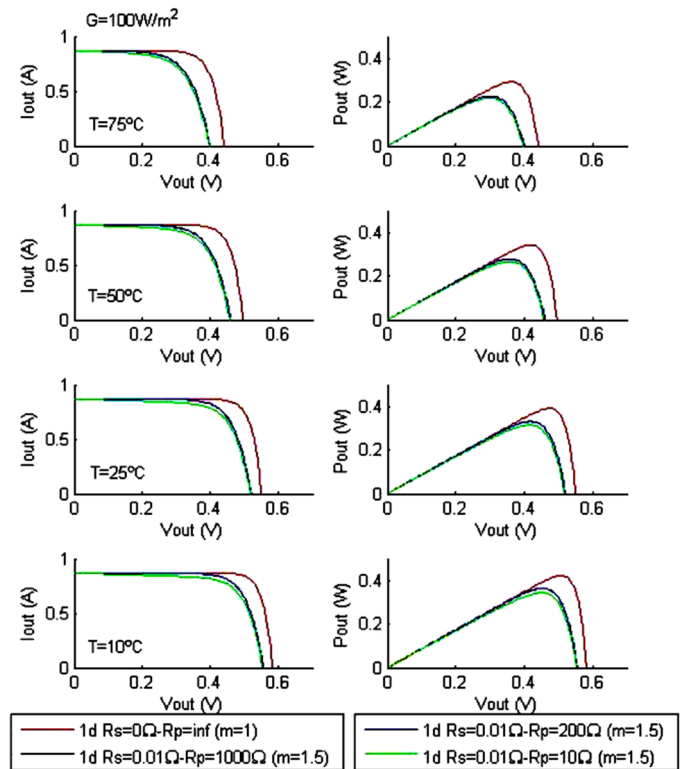 G=100W/m²
Iout (A)
1
0.5
0
T=75ºC
0 0.2 0.4 0.6
Vout (V)
Pout (W)
0.4
0.2
0
0 0.2 0.4 0.6
Vout (V)
Iout (A)
1
0.5
0
T=50ºC
0 0.2 0.4 0.6
Vout (V)
Pout (W)
0.4
0.2
0
0 0.2 0.4 0.6
Vout (V)
Iout (A)
1
0.5
0
T=25ºC
0 0.2 0.4 0.6
Vout (V)
Pout (W)
0.4
0.2
0
0 0.2 0.4 0.6
Vout (V)
Iout (A)
1
0.5
0
T=10ºC
0 0.2 0.4 0.6
Vout (V)
Pout (W)
0.4
0.2
0
0 0.2 0.4 0.6
Vout (V)
1d Rs=0Ω-Rp=inf (m=1)
1d Rs=0.01Ω-Rp=1000Ω (m=1.5)
1d Rs=0.01Ω-Rp=200Ω (m=1.5)
1d Rs=0.01Ω-Rp=10Ω (m=1.5)